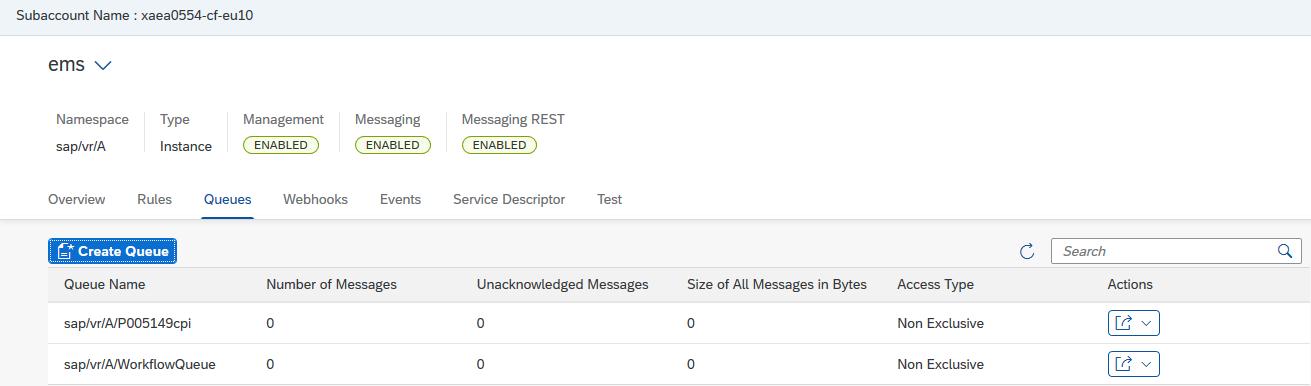 Subaccount Name : xaea0554-cf-eu10
ems
Namespace Type Management Messaging Messaging REST
sap/vr/A Instance ENABLED ENABLED ENABLED
Overview Rules Queues Webhooks Events Service Descriptor Test
Create Queue Search
Queue Name Number of Messages Unacknowledged Messages Size of All Messages in Bytes Access Type Actions
sap/vr/A/P005149cpi 0 0 0 Non Exclusive
sap/vr/A/WorkflowQueue 0 0 0 Non Exclusive